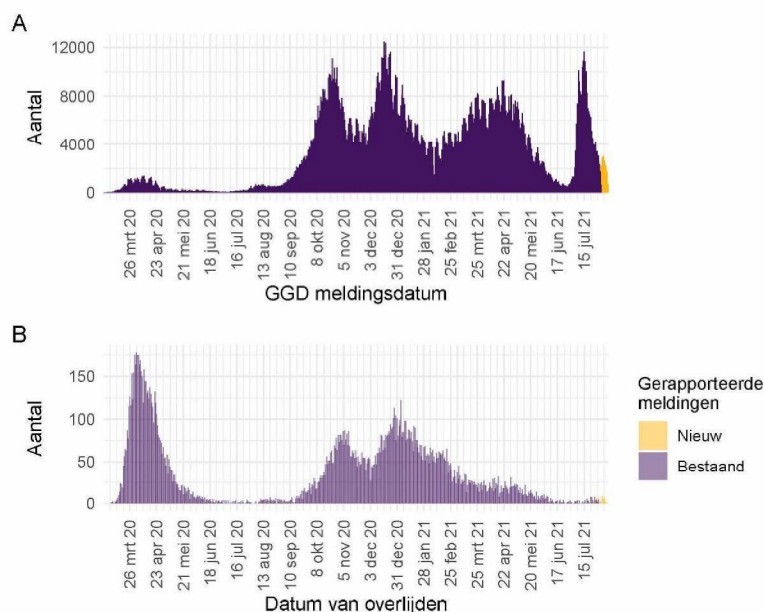 A
12000
8000
4000
0
Aantal
26 mrt 20
23 apr 20
21 mei 20
18 jun 20
16 jul 20
13 aug 20
10 sep 20
8 okt 20
5 nov 20
3 dec 20
31 dec 20
28 jan 21
25 feb 21
25 mrt 21
22 apr 21
20 mei 21
17 jun 21
15 jul 21
GGD meldingsdatum
B
150
100
50
0
Aantal
26 mrt 20
23 apr 20
21 mei 20
18 jun 20
16 jul 20
13 aug 20
10 sep 20
8 okt 20
5 nov 20
3 dec 20
31 dec 20
28 jan 21
25 feb 21
25 mrt 21
22 apr 21
20 mei 21
17 jun 21
15 jul 21
Datum van overlijden
Gerapporteerde
meldingen
Nieuw
Bestaand